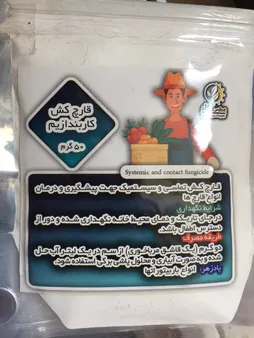 قارچ کش
کاربندازیم
۵۰ گرم
Systemic and contact fungicide
قارچ کش تماسی و سیستمیک جهت پیشگیری و درمان
انواع قارچ ها
شرایط نگهداری
در جای تاریک و دمای محیط خانه نگهداری شده و دور از
دسترس اطفال باشد.
طریقه مصرف
دو گرم (یک قاشق مرباخوری) از سم در یک لیتر آب حل
شده و به صورت آبیاری و محلول پاشی برگی استفاده شود.
پادزهر: انواع باربیتوراتها